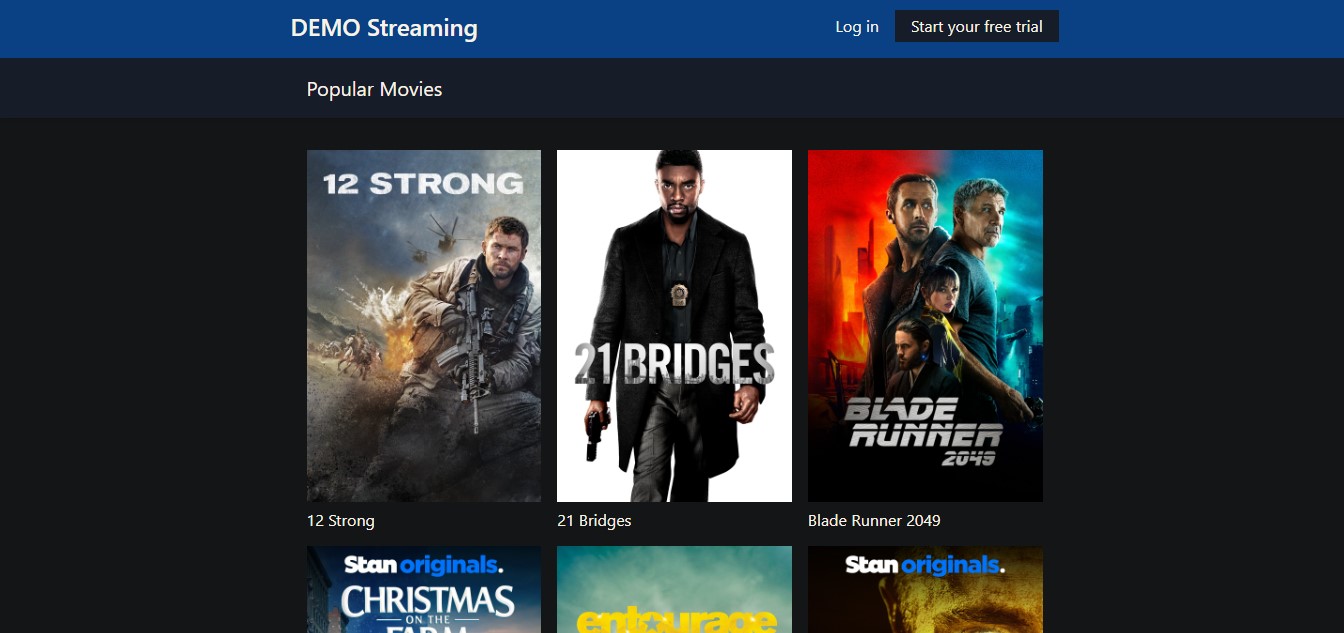 DEMO Streaming
Log in
Start your free trial
Popular Movies
12 STRONG
21 BRIDGES
BLADE
RUNNER
2049
12 Strong
21 Bridges
Blade Runner 2049
Stan originals.
CHRISTMAS
ON THE
FARM
entourage
Stan originals.